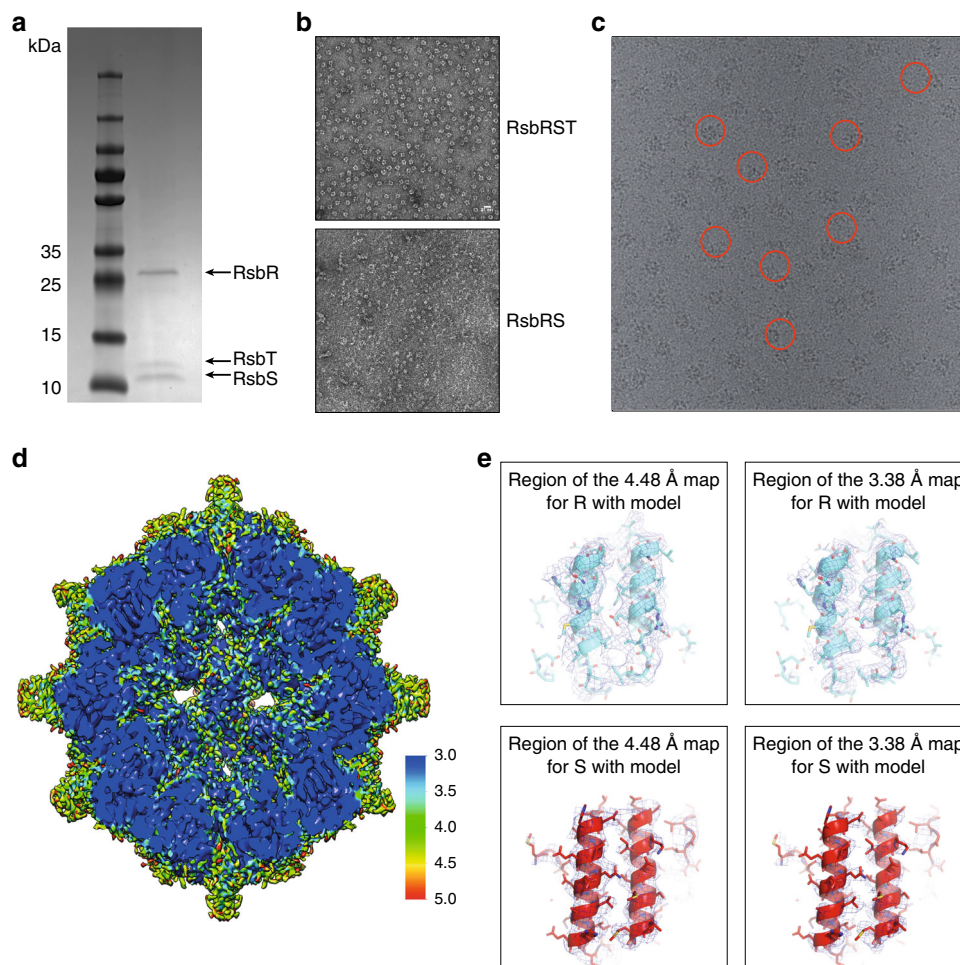 a
kDa
35
25
15
10
RsbR
RsbT
RsbS
b
RsbRST
RsbRS
c
d
3.0
3.5
4.0
4.5
5.0
e
Region of the 4.48 Å map
for R with model
Region of the 3.38 Å map
for R with model
Region of the 4.48 Å map
for S with model
Region of the 3.38 Å map
for S with model